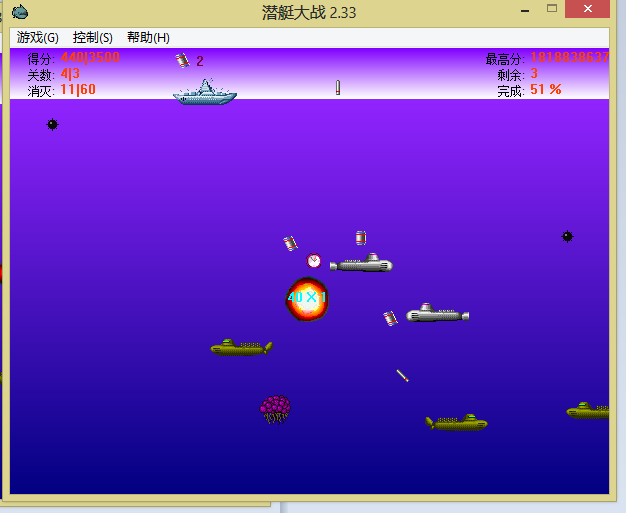 潜艇大战 2.33
游戏(G) 控制(S) 帮助(H)
得分: 440|3500
2
最高分:
关数: 4|3
剩余: 3
消灭: 11|60
完成: 51 %
40 X 1